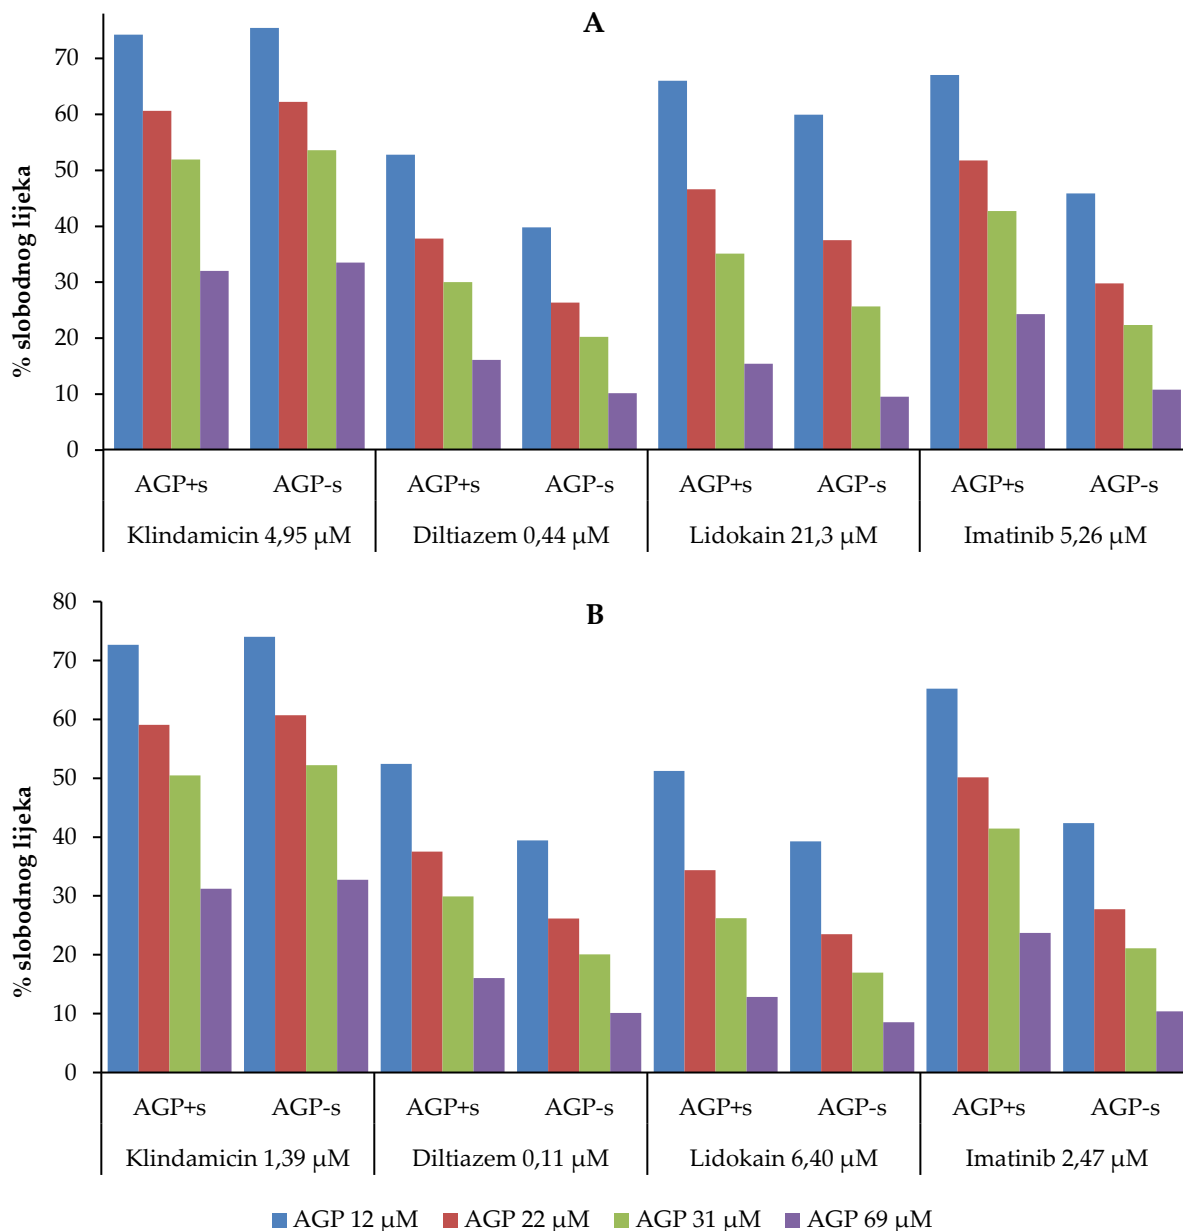 A
70
60
50
40
30
20
10
0
% slobodnog lijeka
AGP+s AGP-s AGP+s AGP-s AGP+s AGP-s AGP+s AGP-s
Klindamicin 4,95 µM Diltiazem 0,44 µM Lidokain 21,3 µM Imatinib 5,26 µM
B
80
70
60
50
40
30
20
10
0
% slobodnog lijeka
AGP+s AGP-s AGP+s AGP-s AGP+s AGP-s AGP+s AGP-s
Klindamicin 1,39 µM Diltiazem 0,11 µM Lidokain 6,40 µM Imatinib 2,47 µM
AGP 12 µM AGP 22 µM AGP 31 µM AGP 69 µM